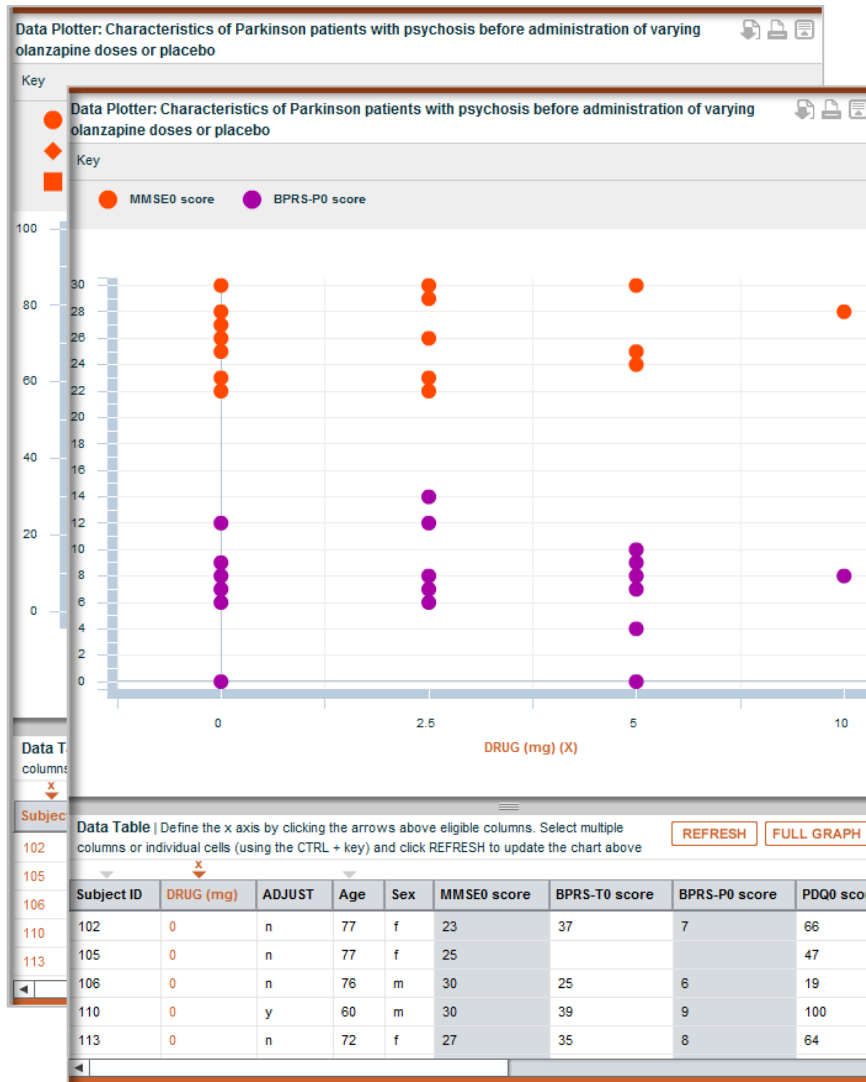 Data Plotter: Characteristics of Parkinson patients with psychosis before administration of varying
olanzapine doses or placebo
Key
100
80
60
40
20
0
Data T
columns
x
Subjec
102
105
106
110
113
Data Plotter: Characteristics of Parkinson patients with psychosis before administration of varying
olanzapine doses or placebo
Key
MMSE0 score BPRS-P0 score
30
28
26
24
22
20
18
16
14
12
10
8
6
4
2
0
0 2.5 5 10
DRUG (mg) (X)
Data Table | Define the x axis by clicking the arrows above eligible columns. Select multiple
columns or individual cells (using the CTRL + key) and click REFRESH to update the chart above
REFRESH FULL GRAPH
x
Subject ID DRUG (mg) ADJUST Age Sex MMSE0 score BPRS-T0 score BPRS-P0 score PDQ0 sco
102 0 n 77 f 23 37 7 66
105 0 n 77 f 25 47
106 0 n 76 m 30 25 6 19
110 0 y 60 m 30 39 9 100
113 0 n 72 f 27 35 8 64